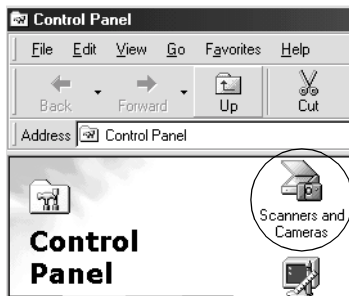 Control Panel
File Edit View Go Favorites Help
Back Forward Up Cut
Address Control Panel
Scanners and
Cameras
Control
Panel